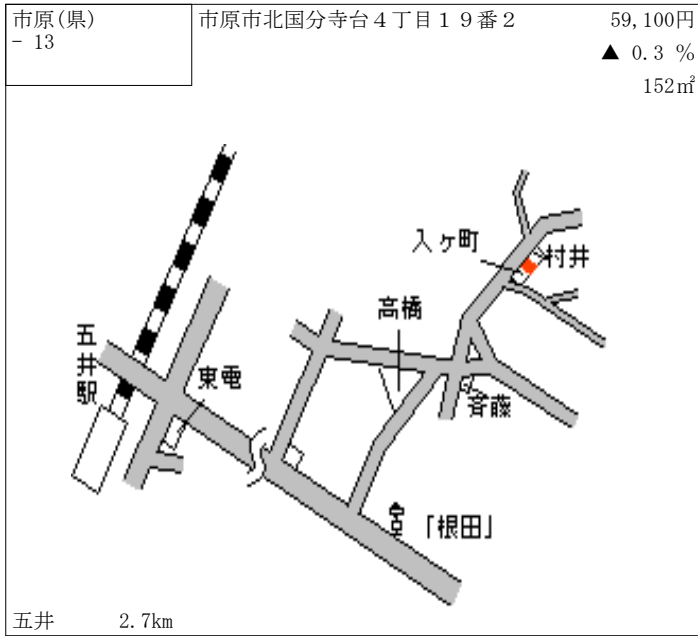 市原(県)
- 13
市原市北国分寺台４丁目１９番２
59,100円
▲ 0.3 %
152㎡
入ヶ町
村井
高橋
五井駅
東電
斉藤
「根田」
五井 2.7km